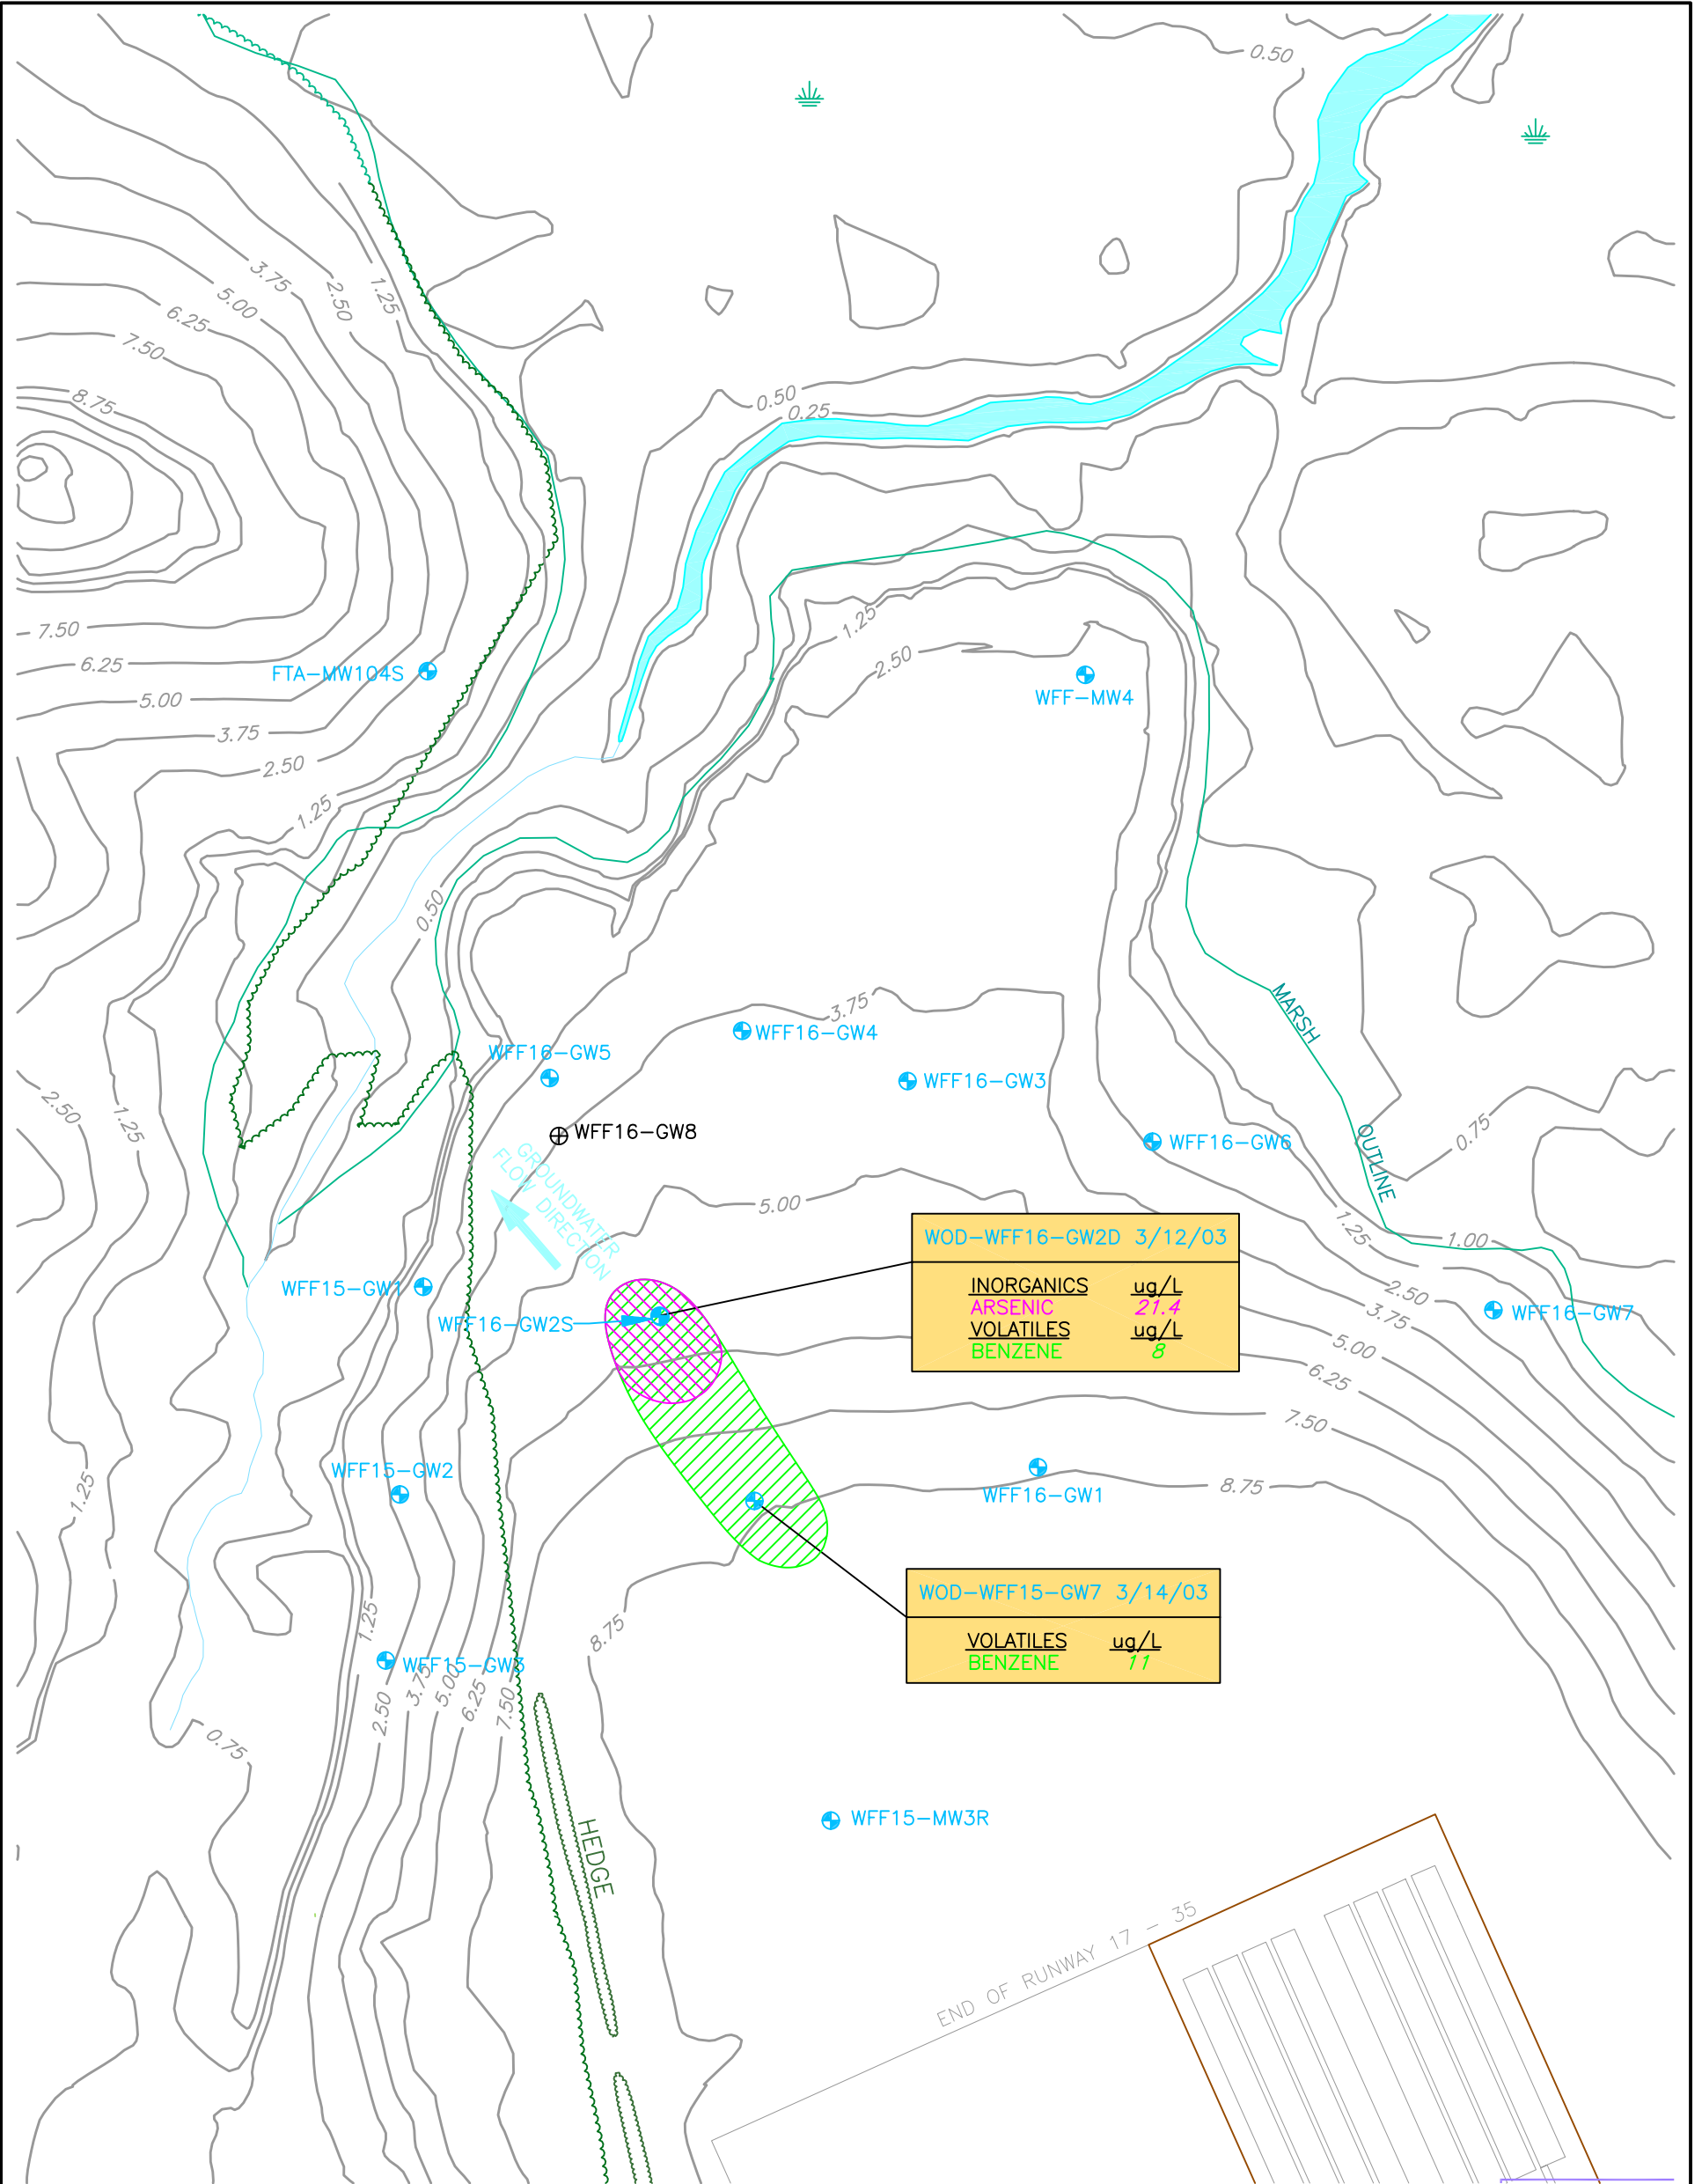 0.50
3.75
2.50
1.25
5.00
6.25
7.50
8.75
0.50
0.25
1.25
2.50
7.50
6.25
5.00
3.75
2.50
1.25
FTA-MW104S
WFF-MW4
0.50
MARSH
OUTLINE
3.75
WFF16-GW4
WFF16-GW5
WFF16-GW3
WFF16-GW8
WFF16-GW6
2.50
1.25
0.75
GROUNDWATER
FLOW DIRECTION
5.00
1.25
1.00
2.50
3.75
5.00
6.25
7.50
8.75
WFF16-GW7
WOD-WFF16-GW2D 3/12/03
INORGANICS ug/L
ARSENIC 21.4
VOLATILES ug/L
BENZENE 8
WFF15-GW1
WFF16-GW2S
WFF15-GW2
WFF16-GW1
1.25
WOD-WFF15-GW7 3/14/03
VOLATILES ug/L
BENZENE 11
1.25
8.75
WFF15-GW3
2.50
3.75
5.00
6.25
7.50
0.75
WFF15-MW3R
HEDGE
END OF RUNWAY 17 - 35